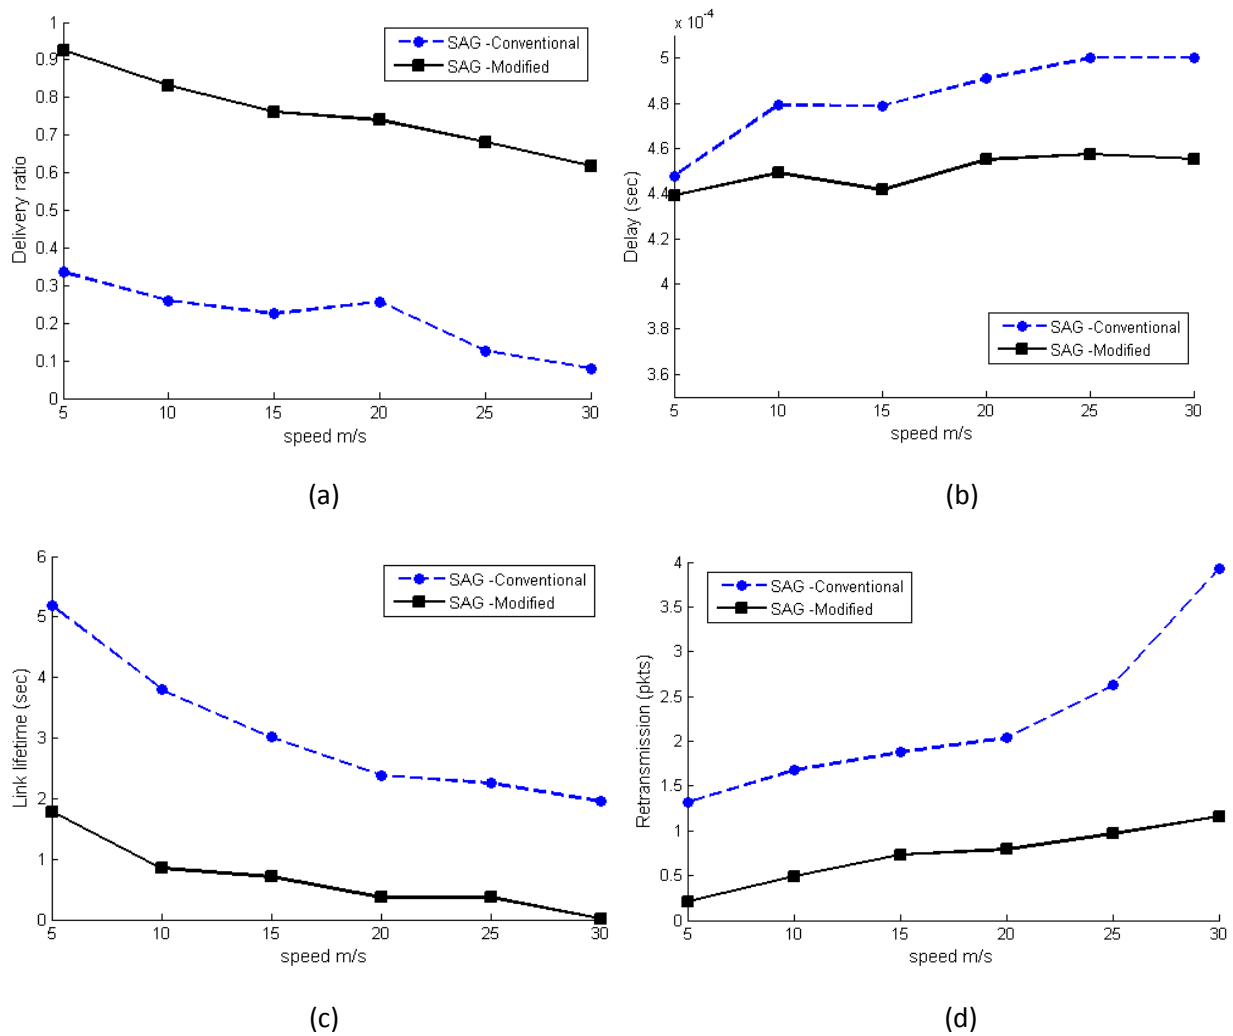 1
0.9
0.8
0.7
0.6
0.5
0.4
0.3
0.2
0.1
0
Delivery ratio
SAG -Conventional
SAG -Modified
5 10 15 20 25 30
speed m/s
(a)
x 10-4
5
4.8
4.6
4.4
4.2
4
3.8
3.6
Delay (sec)
SAG -Conventional
SAG -Modified
5 10 15 20 25 30
speed m/s
(b)
6
5
4
3
2
1
0
Link lifetime (sec)
SAG -Conventional
SAG -Modified
5 10 15 20 25 30
speed m/s
(c)
4
3.5
3
2.5
2
1.5
1
0.5
0
Retransmission (pkts)
SAG -Conventional
SAG -Modified
5 10 15 20 25 30
speed m/s
(d)